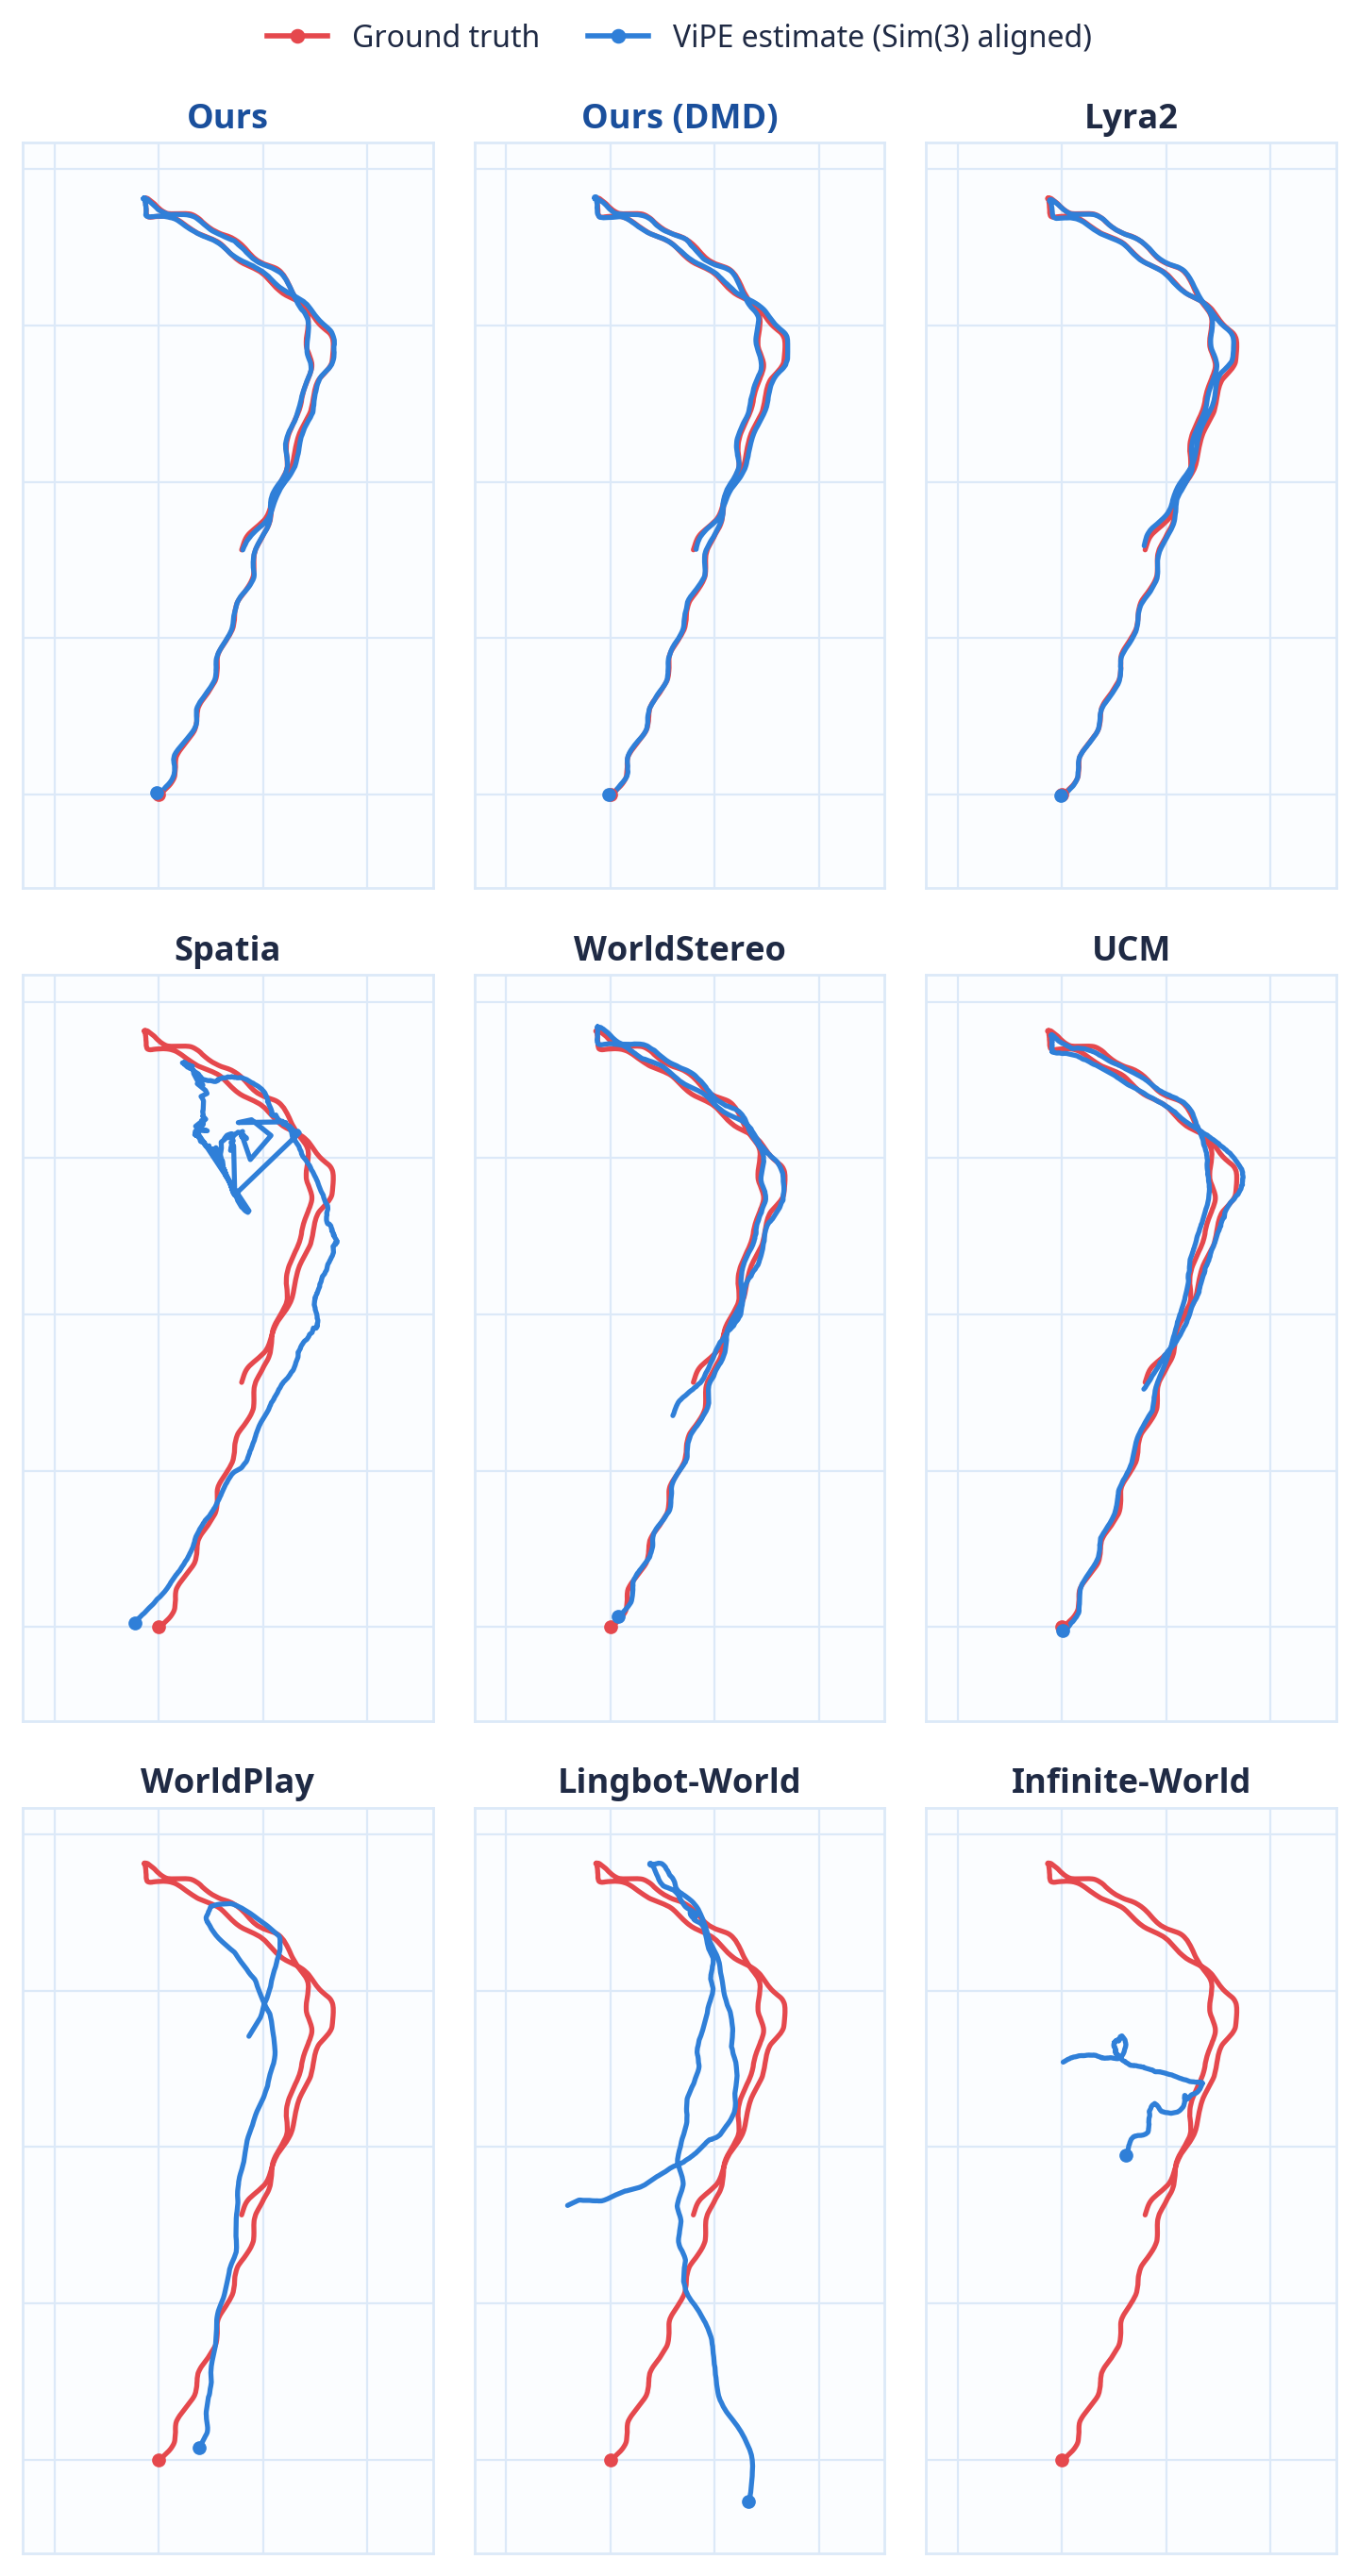 Ground truth ViPE estimate (Sim(3) aligned)
Ours Ours (DMD) Lyra2
Spatia WorldStereo UCM
WorldPlay Lingbot-World Infinite-World